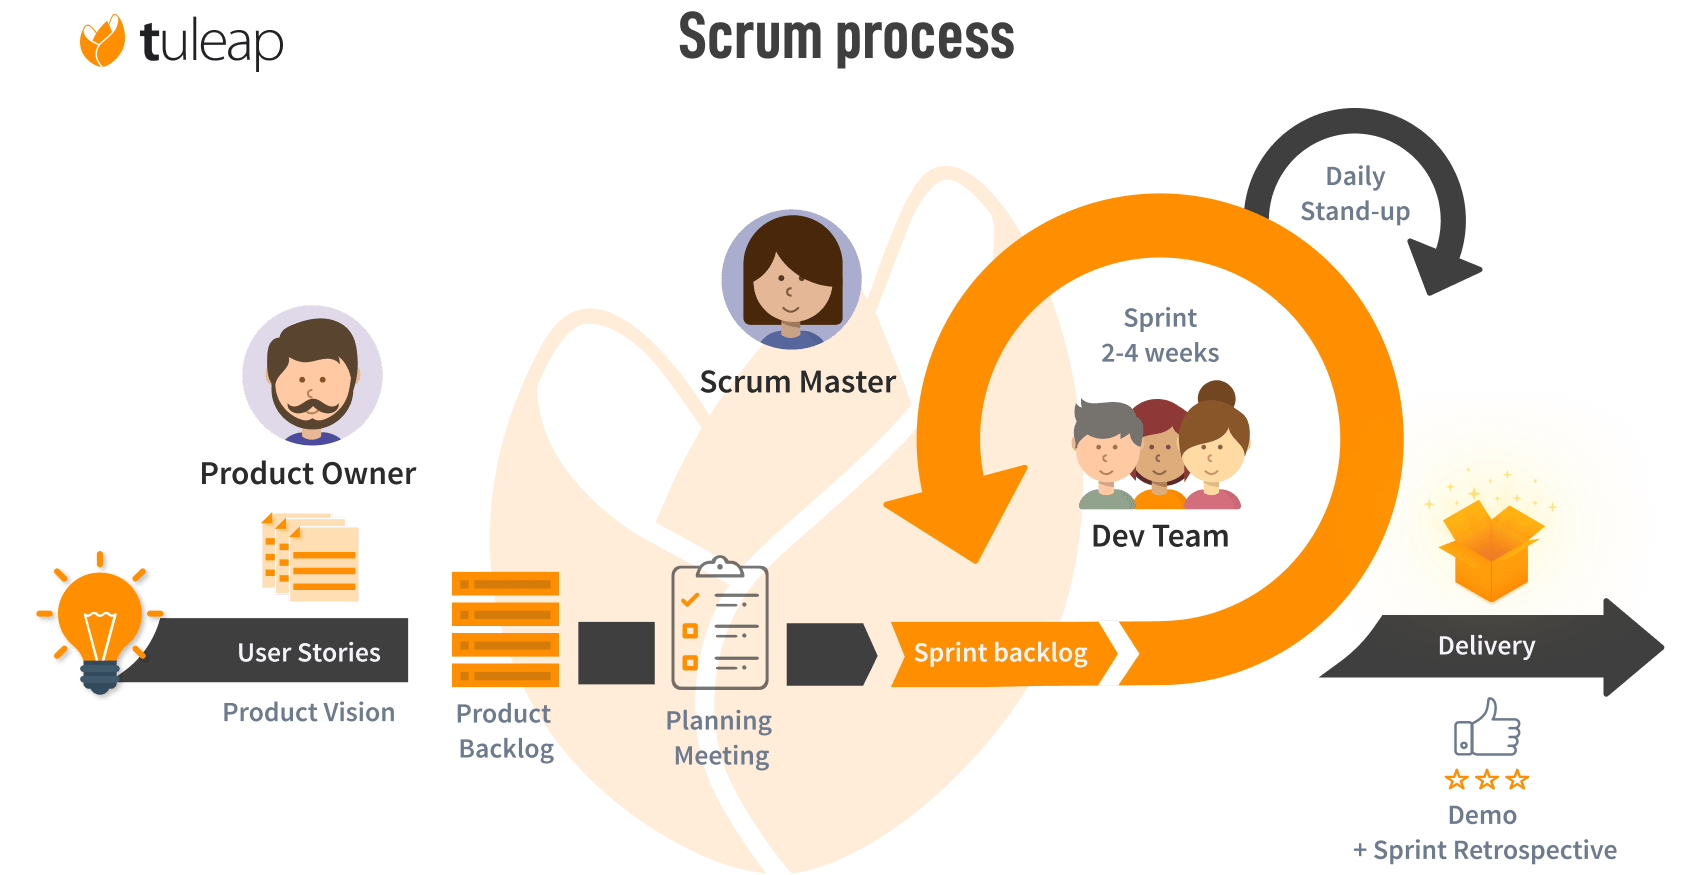 tuleap
Scrum process
Daily
Stand-up
Sprint
2-4 weeks
Scrum Master
Product Owner
Dev Team
User Stories
Sprint backlog
Delivery
Product Vision
Product
Backlog
Planning
Meeting
Demo
+ Sprint Retrospective